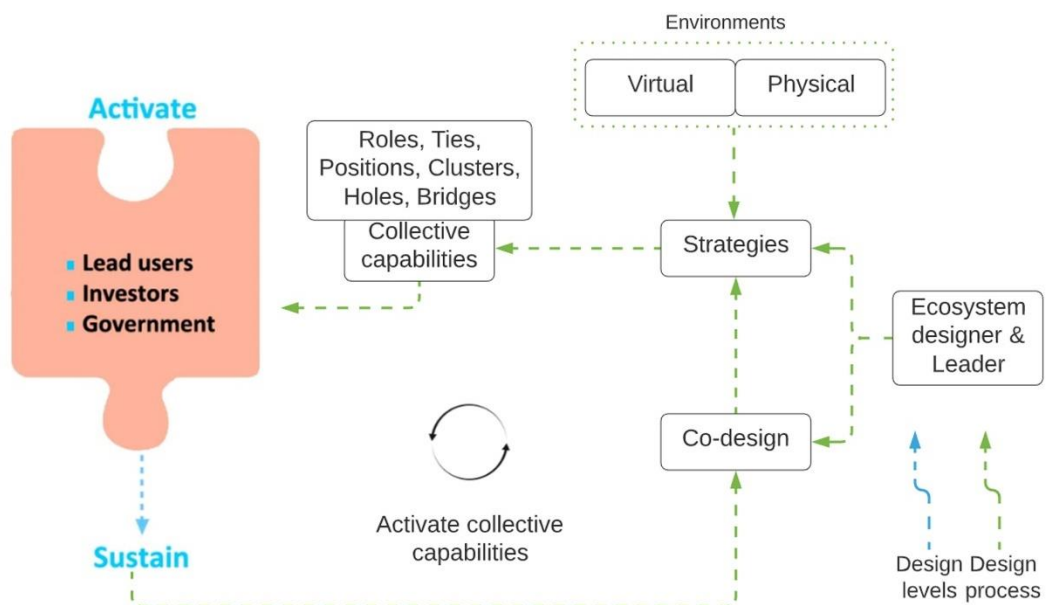 Environments
Virtual
Physical
Activate
Roles, Ties,
Positions, Clusters,
Holes, Bridges
Collective
capabilities
Strategies
Lead users
Investors
Government
Ecosystem
designer &
Leader
Co-design
Activate collective
capabilities
Sustain
Design
levels
Design
process